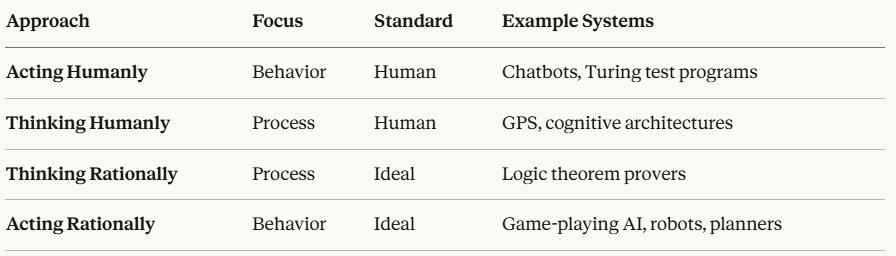 Approach Focus Standard Example Systems
Acting Humanly Behavior Human Chatbots, Turing test programs
Thinking Humanly Process Human GPS, cognitive architectures
Thinking Rationally Process Ideal Logic theorem provers
Acting Rationally Behavior Ideal Game-playing AI, robots, planners